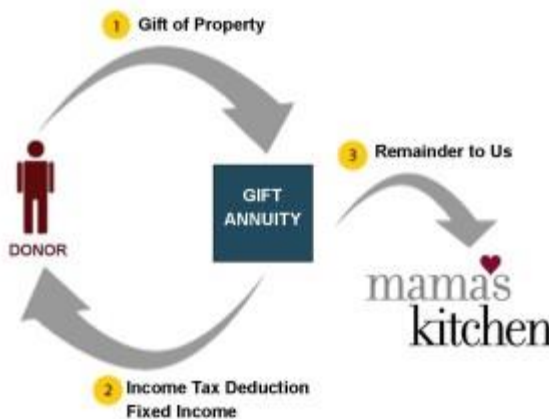 1 Gift of Property
3 Remainder to Us
GIFT
ANNUITY
DONOR
mama's
kitchen
2 Income Tax Deduction
Fixed Income